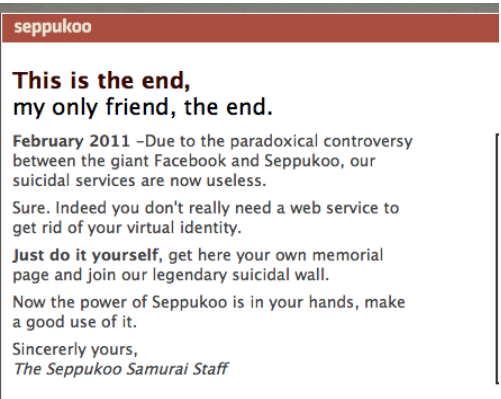 seppukoo
This is the end,
my only friend, the end.
February 2011 –Due to the paradoxical controversy
between the giant Facebook and Seppukoo, our
suicidal services are now useless.
Sure. Indeed you don't really need a web service to
get rid of your virtual identity.
Just do it yourself, get here your own memorial
page and join our legendary suicidal wall.
Now the power of Seppukoo is in your hands, make
a good use of it.
Sincererly yours,
The Seppukoo Samurai Staff